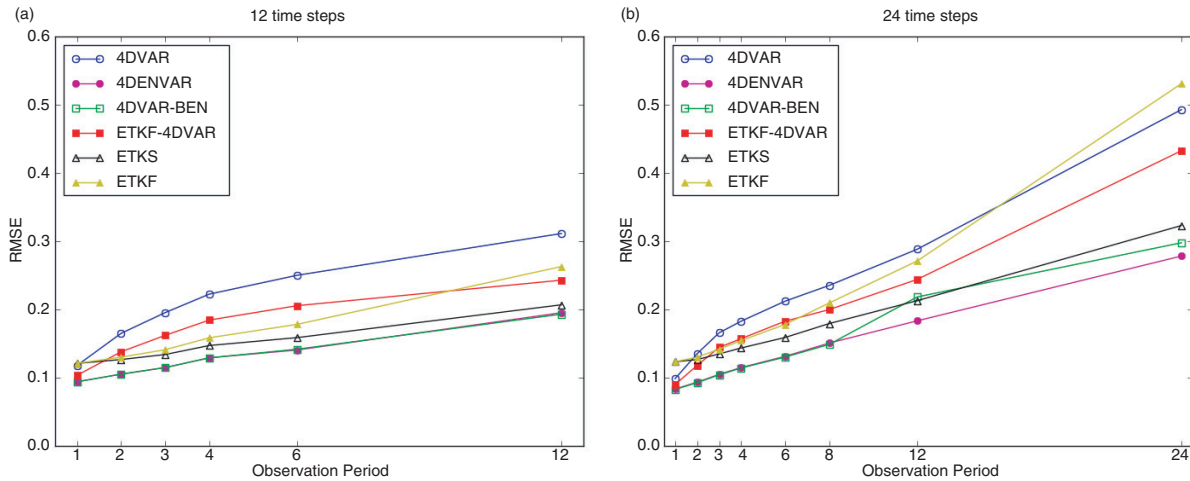 (a)
12 time steps
0.6
0.5
0.4
0.3
0.2
0.1
0.0
RMSE
4DVAR
4DENVAR
4DVAR-BEN
ETKF-4DVAR
ETKS
ETKF
1 2 3 4 6 12
Observation Period
(b)
24 time steps
0.6
0.5
0.4
0.3
0.2
0.1
0.0
RMSE
4DVAR
4DENVAR
4DVAR-BEN
ETKF-4DVAR
ETKS
ETKF
1 2 3 4 6 8 12 24
Observation Period